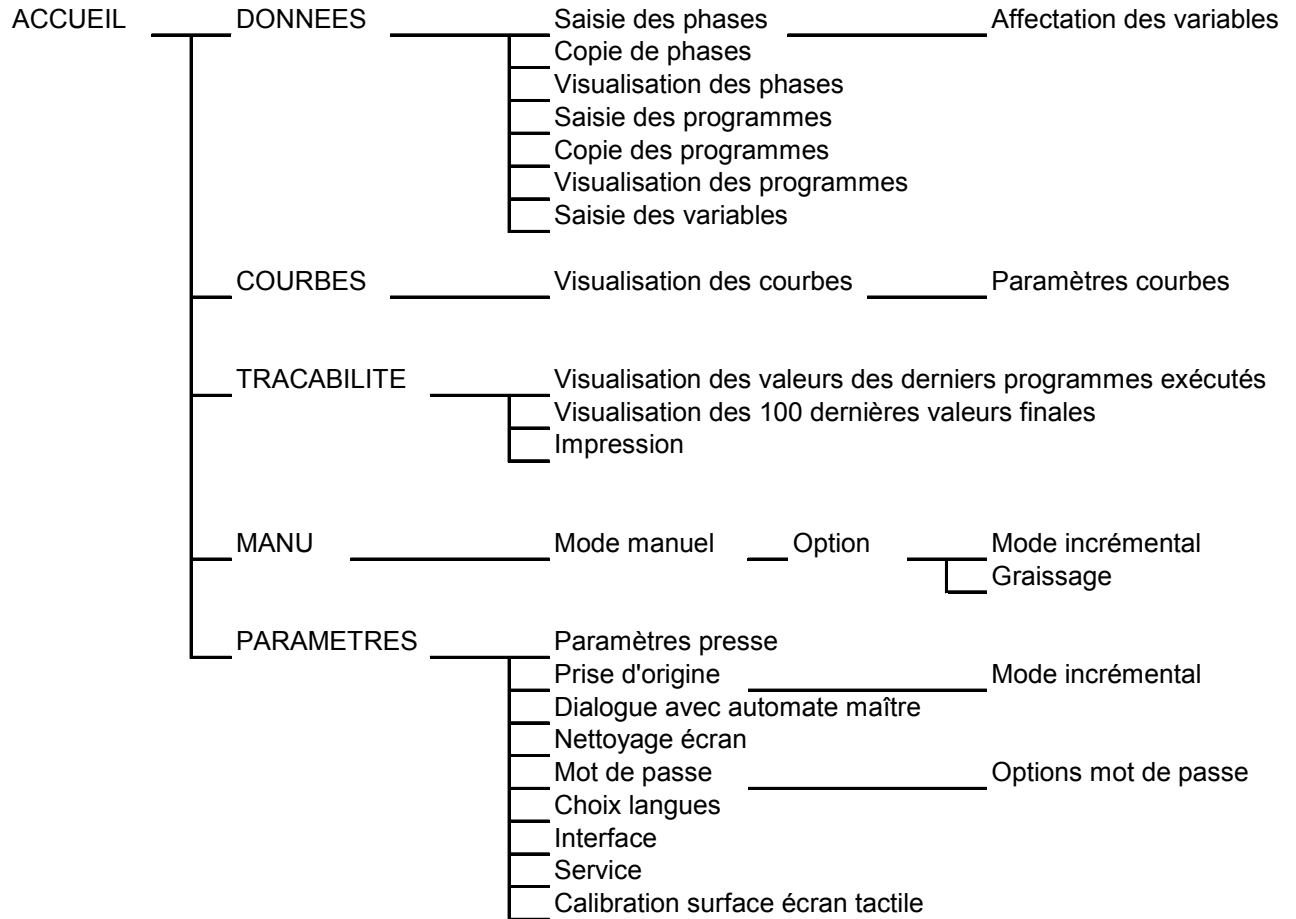 ACCUEIL DONNEES Saisie des phases Affectation des variables
Copie de phases
Visualisation des phases
Saisie des programmes
Copie des programmes
Visualisation des programmes
Saisie des variables
COURBES Visualisation des courbes Paramètres courbes
TRACABILITE Visualisation des valeurs des derniers programmes exécutés
Visualisation des 100 dernières valeurs finales
Impression
MANU Mode manuel Option Mode incrémental
Graissage
PARAMETRES Paramètres presse
Prise d'origine Mode incrémental
Dialogue avec automate maître
Nettoyage écran
Mot de passe Options mot de passe
Choix langues
Interface
Service
Calibration surface écran tactile